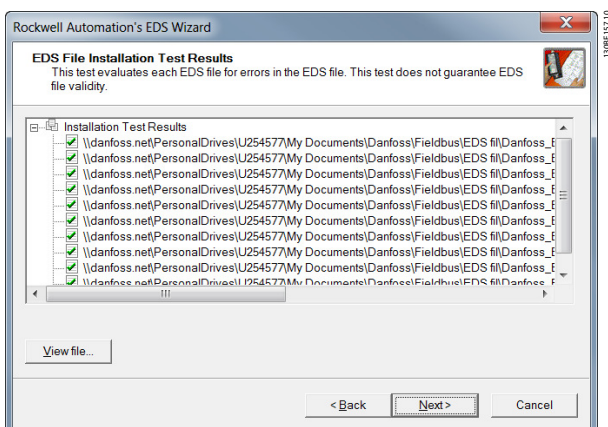 Rockwell Automation's EDS Wizard
EDS File Installation Test Results
This test evaluates each EDS file for errors in the EDS file. This test does not guarantee EDS
file validity.
Installation Test Results
\\danfoss.net\PersonalDrives\U254577\My Documents\Danfoss\Fieldbus\EDS fil\Danfoss_E
\\danfoss.net\PersonalDrives\U254577\My Documents\Danfoss\Fieldbus\EDS fil\Danfoss_E
\\danfoss.net\PersonalDrives\U254577\My Documents\Danfoss\Fieldbus\EDS fil\Danfoss_E
\\danfoss.net\PersonalDrives\U254577\My Documents\Danfoss\Fieldbus\EDS fil\Danfoss_E
\\danfoss.net\PersonalDrives\U254577\My Documents\Danfoss\Fieldbus\EDS fil\Danfoss_E
\\danfoss.net\PersonalDrives\U254577\My Documents\Danfoss\Fieldbus\EDS fil\Danfoss_E
\\danfoss.net\PersonalDrives\U254577\My Documents\Danfoss\Fieldbus\EDS fil\Danfoss_E
\\danfoss.net\PersonalDrives\U254577\My Documents\Danfoss\Fieldbus\EDS fil\Danfoss_E
\\danfoss.net\PersonalDrives\U254577\My Documents\Danfoss\Fieldbus\EDS fil\Danfoss_E
\\danfoss.net\PersonalDrives\U254577\My Documents\Danfoss\Fieldbus\EDS fil\Danfoss_E
View file...
< Back
Next >
Cancel
130BE157.10